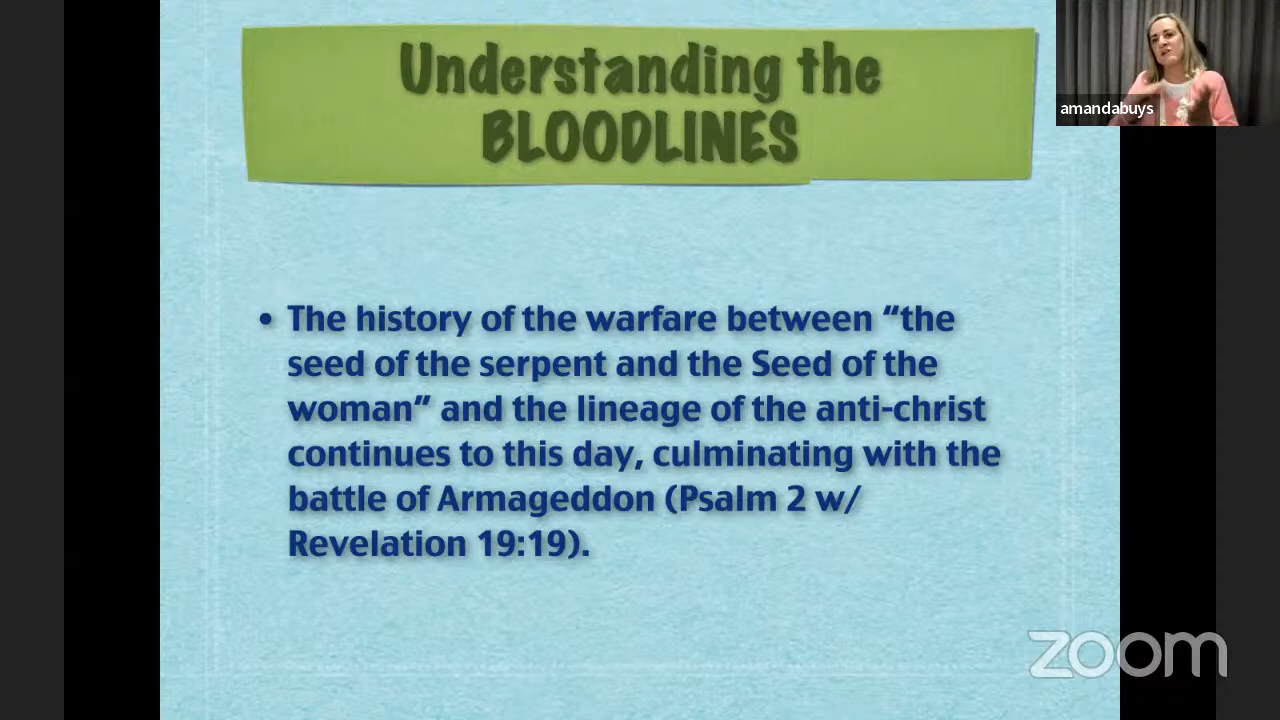 Understanding the
BLOODLINES
amandabuys
• The history of the warfare between “the
seed of the serpent and the Seed of the
woman” and the lineage of the anti-christ
continues to this day, culminating with the
battle of Armageddon (Psalm 2 w/
Revelation 19:19).
zoom